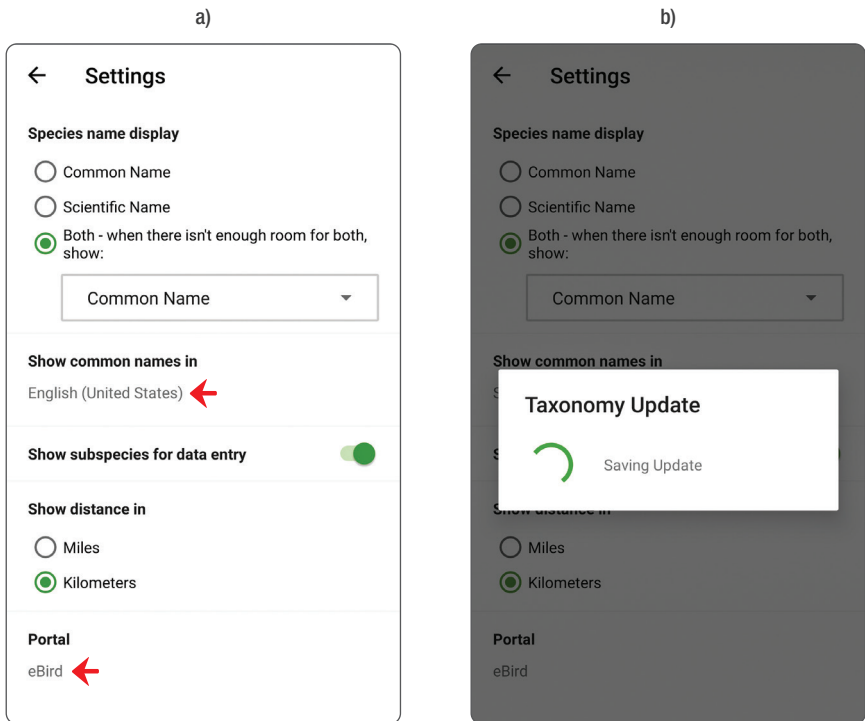 a)
Settings
Species name display
Common Name
Scientific Name
Both - when there isn't enough room for both,
show:
Common Name
Show common names in
English (United States)
Show subspecies for data entry
Show distance in
Miles
Kilometers
Portal
eBird
b)
Settings
Species name display
Common Name
Scientific Name
Both - when there isn't enough room for both,
show:
Common Name
Show common names in
Taxonomy Update
Saving Update
Show distance in
Miles
Kilometers
Portal
eBird